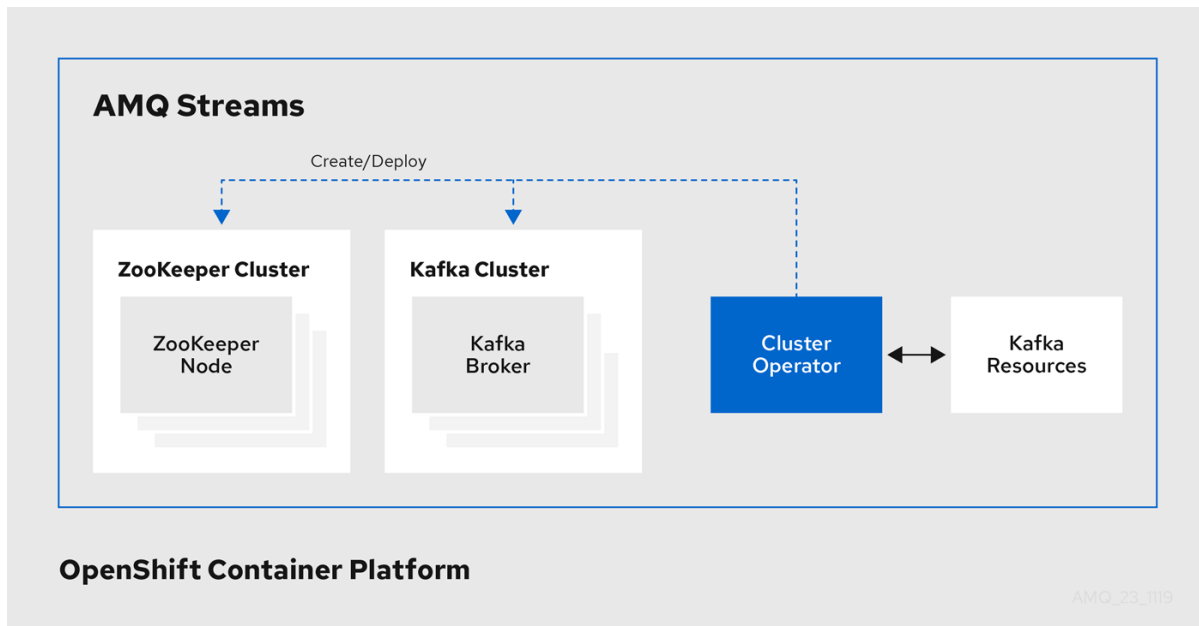 AMQ Streams
Create/Deploy
ZooKeeper Cluster
ZooKeeper
Node
Kafka Cluster
Kafka
Broker
Cluster
Operator
Kafka
Resources
OpenShift Container Platform
AMQ_23_1119